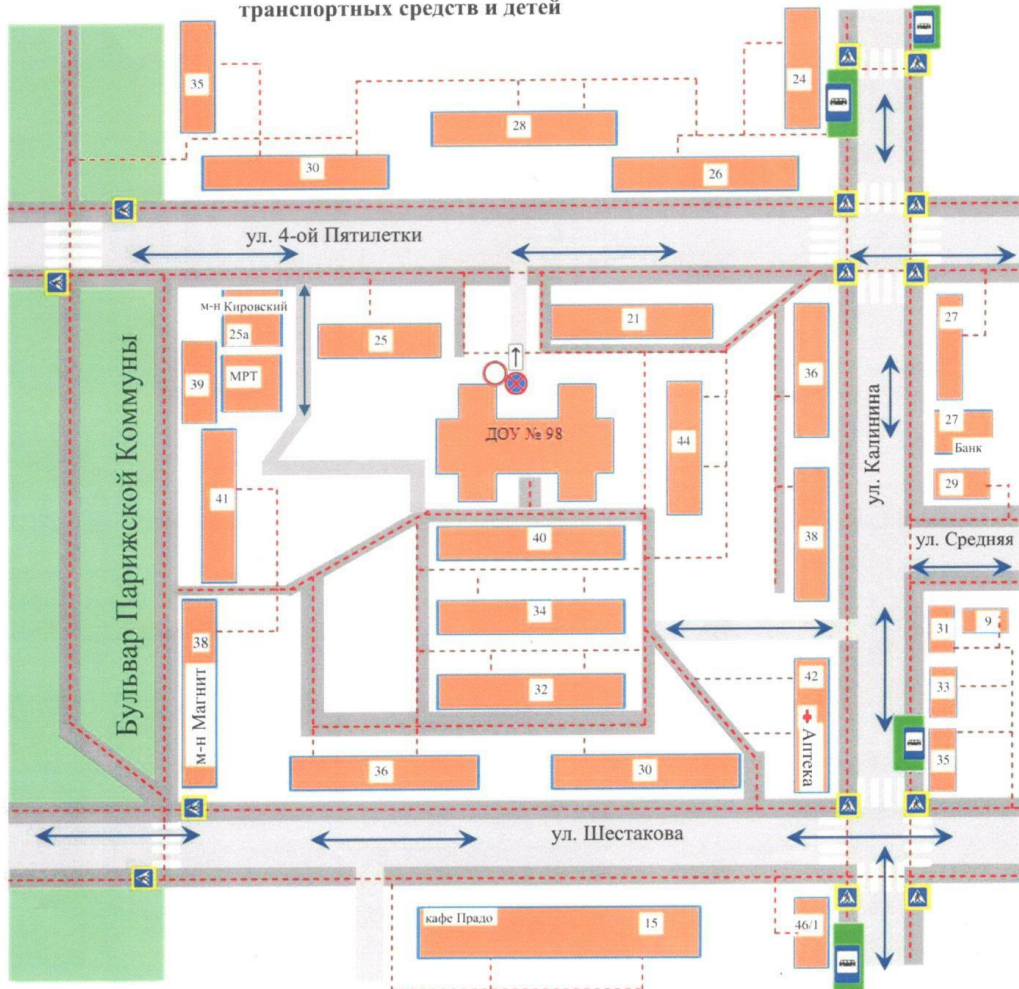 транспортных средств и детей
35
24
28
30
26
ул. 4-ой Пятилетки
м-н Кировский
25а
25
21
27
36
39
МРТ
Бульвар Парижской Коммуны
ДОУ № 98
44
ул. Калинина
27
Банк
41
29
40
38
ул. Средняя
34
31
9
38
м-н Магнит
32
42
Аптека
33
36
30
35
ул. Шестакова
кафе Прадо
15
46/1